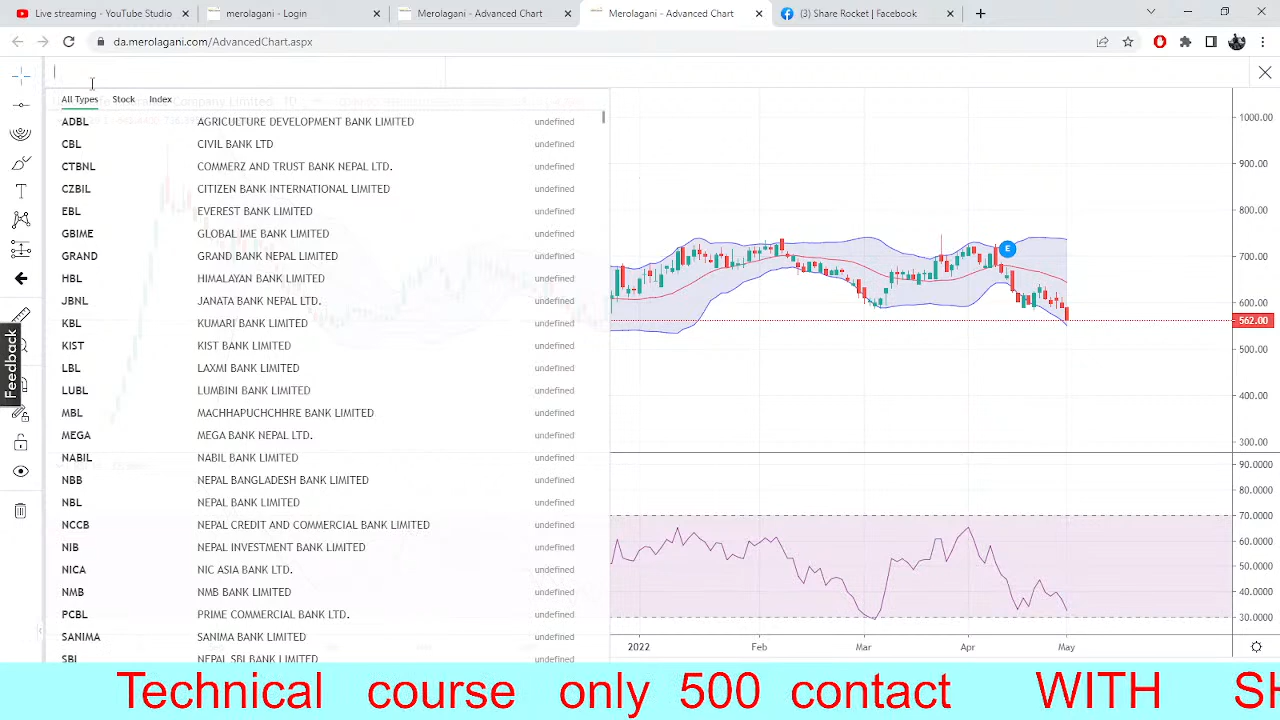 Live streaming - YouTube Studio
merolagani - Login
Merolagani - Advanced Chart
Merolagani - Advanced Chart
(3) Share Rocket | Facebook
da.merolagani.com/AdvancedChart.aspx
All Types Stock Index
ADBL AGRICULTURE DEVELOPMENT BANK LIMITED undefined
CBL CIVIL BANK LTD undefined
CTBNL COMMERZ AND TRUST BANK NEPAL LTD. undefined
CZBIL CITIZEN BANK INTERNATIONAL LIMITED undefined
EBL EVEREST BANK LIMITED undefined
GBIME GLOBAL IME BANK LIMITED undefined
GRAND GRAND BANK NEPAL LIMITED undefined
HBL HIMALAYAN BANK LIMITED undefined
JBNL JANATA BANK NEPAL LTD. undefined
KBL KUMARI BANK LIMITED undefined
KIST KIST BANK LIMITED undefined
LBL LAXMI BANK LIMITED undefined
LUBL LUMBINI BANK LIMITED undefined
MBL MACHHAPUCHCHHRE BANK LIMITED undefined
MEGA MEGA BANK NEPAL LTD. undefined
NABIL NABIL BANK LIMITED undefined
NBB NEPAL BANGLADESH BANK LIMITED undefined
NBL NEPAL BANK LIMITED undefined
NCCB NEPAL CREDIT AND COMMERCIAL BANK LIMITED undefined
NIB NEPAL INVESTMENT BANK LIMITED undefined
NICA NIC ASIA BANK LTD. undefined
NMB NMB BANK LIMITED undefined
PCBL PRIME COMMERCIAL BANK LTD. undefined
SANIMA SANIMA BANK LIMITED undefined
SBI NEPAL SBI BANK LIMITED undefined
Feedback
E
1000.00
900.00
800.00
700.00
600.00
562.00
500.00
400.00
300.00
90.0000
80.0000
70.0000
60.0000
50.0000
40.0000
30.0000
2022 Feb Mar Apr May
Technical course only 500 contact WITH SH